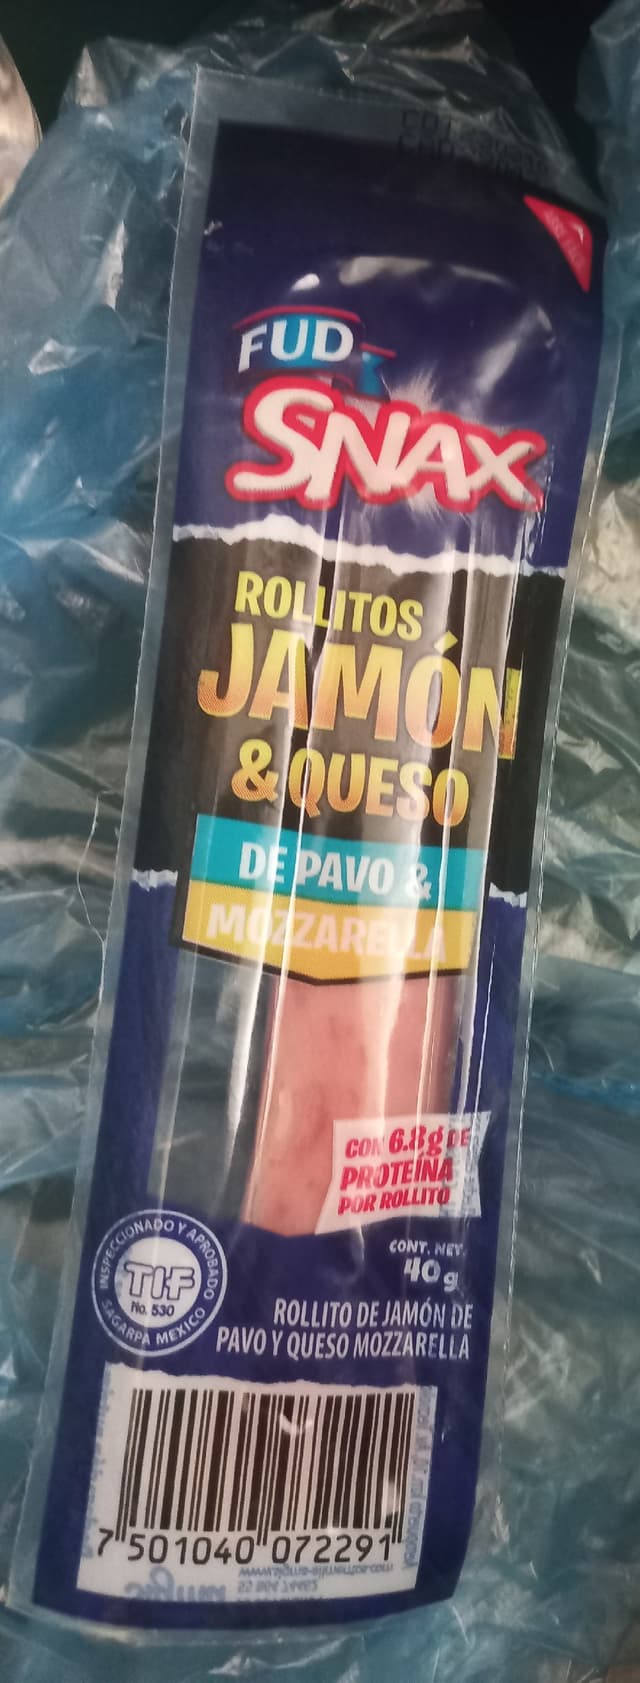 FUD
SNAX
ROLLITOS
JAMÓN
& QUESO
DE PAVO &
MOZZARELLA
CON 6.8g DE
PROTEÍNA
POR ROLLITO
CONT. NET.
40 g
INSPECCIONADO Y APROBADO
TIF
No. 530
SAGARPA MEXICO
ROLLITO DE JAMÓN DE
PAVO Y QUESO MOZZARELLA
7 501040 072291